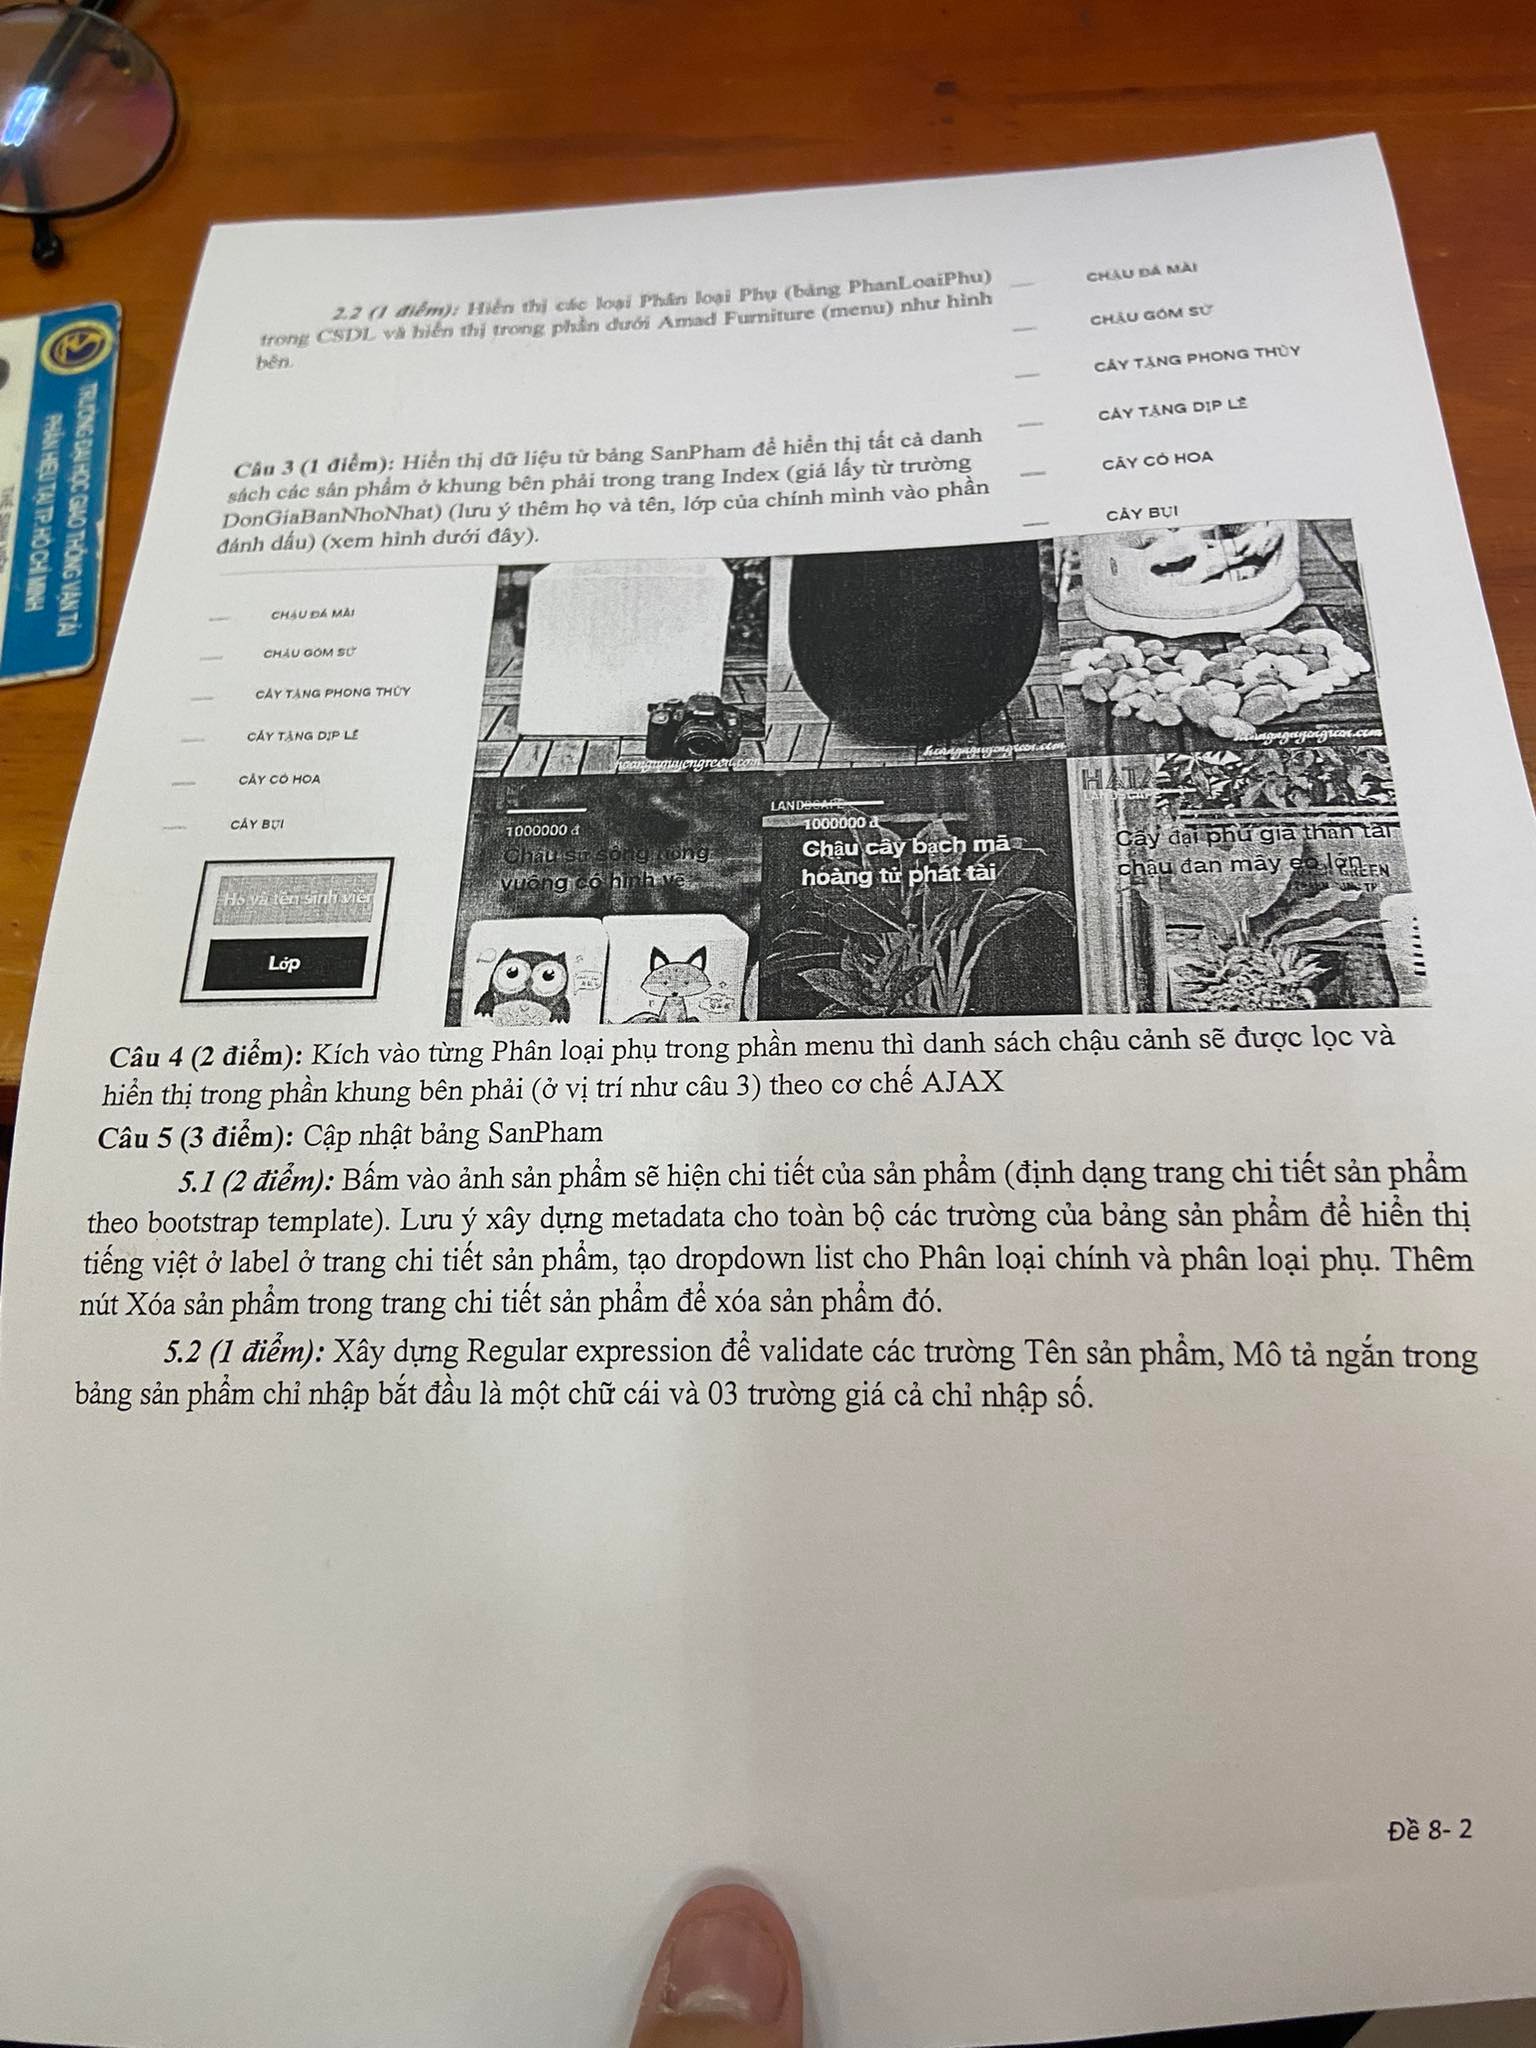 2.2 (1 điểm): Hiển thị các loại Phân loại Phụ (bảng PhanLoaiPhu)
trong CSDL và hiển thị trong phần dưới Amad Furniture (menu) như hình
bên.
CHẬU ĐÁ MÀI
CHẬU GỐM SỨ
CÂY TẶNG PHONG THỦY
CÂY TẶNG DỊP LỄ
CÂY CÓ HOA
CÂY BỤI
Câu 3 (1 điểm): Hiển thị dữ liệu từ bảng SanPham để hiển thị tất cả danh
sách các sản phẩm ở khung bên phải trong trang Index (giá lấy từ trường
DonGiaBanNhoNhat) (lưu ý thêm họ và tên, lớp của chính mình vào phần
đánh dấu) (xem hình dưới đây).
CHẬU ĐÁ MÀI
CHẬU GỐM SỨ
CÂY TẶNG PHONG THỦY
CÂY TẶNG DỊP LỄ
CÂY CÓ HOA
CÂY BỤI
Họ và tên sinh viên
Lớp
hoangnguyengreen.com
hoangnguyengreen.com
hoangnguyengreen.com
1000000 đ
Chậu sứ sông hồng
vuông có hình vẽ
LANDSCAPE
1000000 đ
Chậu cây bạch mã
hoàng tử phát tài
LANDSCAPE
Cây đại phú gia thần tài
chậu đan mây eo lớn
GREEN
Câu 4 (2 điểm): Kích vào từng Phân loại phụ trong phần menu thì danh sách chậu cảnh sẽ được lọc và
hiển thị trong phần khung bên phải (ở vị trí như câu 3) theo cơ chế AJAX
Câu 5 (3 điểm): Cập nhật bảng SanPham
5.1 (2 điểm): Bấm vào ảnh sản phẩm sẽ hiện chi tiết của sản phẩm (định dạng trang chi tiết sản phẩm
theo bootstrap template). Lưu ý xây dựng metadata cho toàn bộ các trường của bảng sản phẩm để hiển thị
tiếng việt ở label ở trang chi tiết sản phẩm, tạo dropdown list cho Phân loại chính và phân loại phụ. Thêm
nút Xóa sản phẩm trong trang chi tiết sản phẩm để xóa sản phẩm đó.
5.2 (1 điểm): Xây dựng Regular expression để validate các trường Tên sản phẩm, Mô tả ngắn trong
bảng sản phẩm chỉ nhập bắt đầu là một chữ cái và 03 trường giá cả chỉ nhập số.
Đề 8- 2
TRƯỜNG ĐẠI HỌC GIAO THÔNG VẬN TẢI
PHÂN HIỆU TẠI TP. HỒ CHÍ MINH